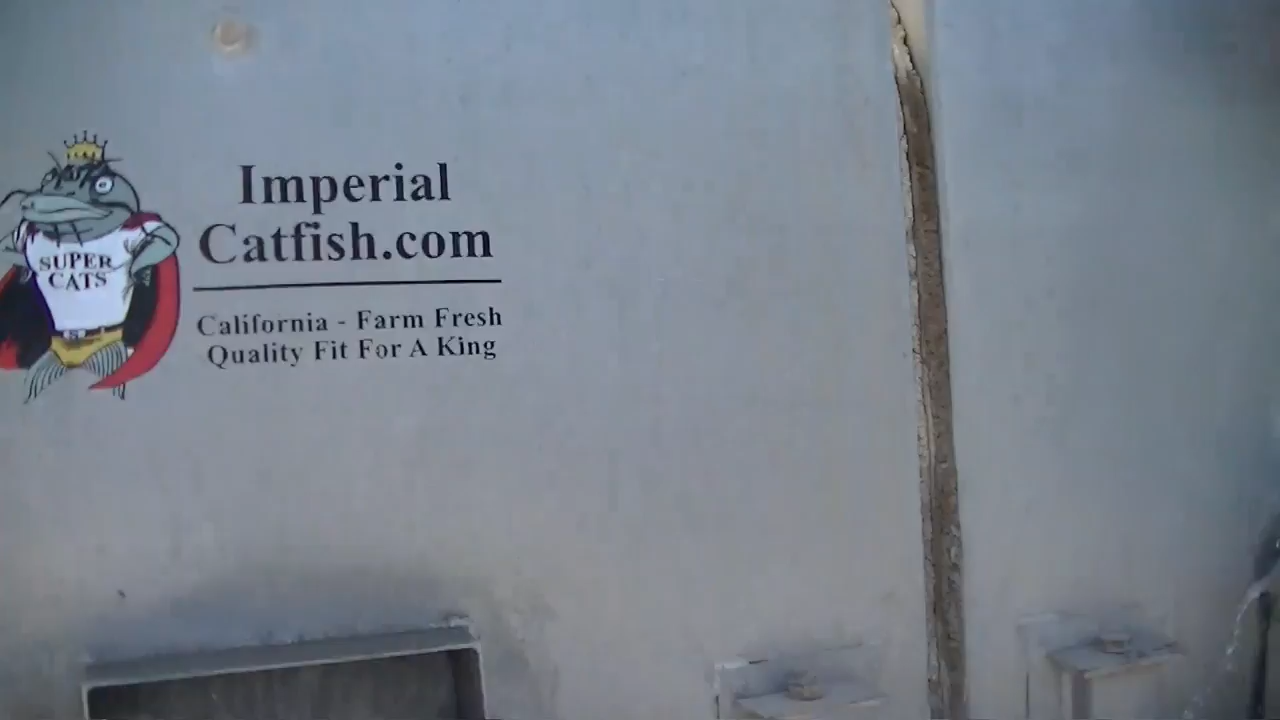 SUPER
CATS
Imperial
Catfish.com
California - Farm Fresh
Quality Fit For A King